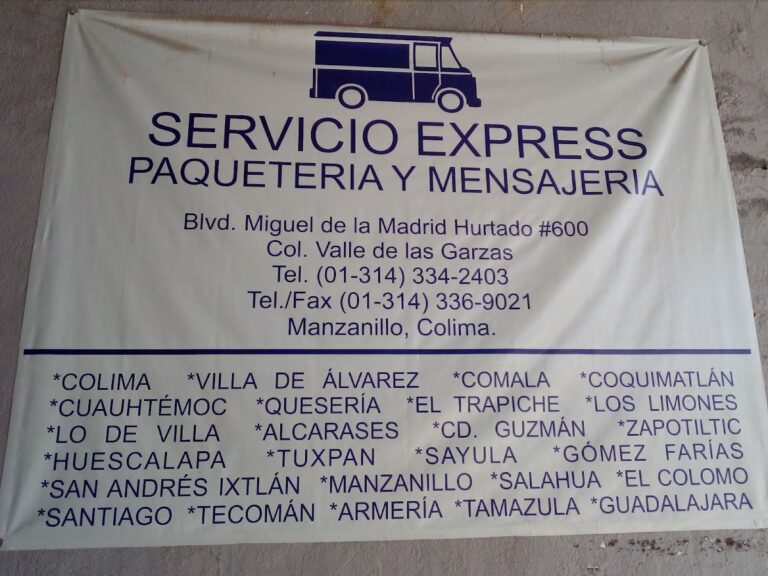 SERVICIO EXPRESS
PAQUETERIA Y MENSAJERIA
Blvd. Miguel de la Madrid Hurtado #600
Col. Valle de las Garzas
Tel. (01-314) 334-2403
Tel./Fax (01-314) 336-9021
Manzanillo, Colima.
*COLIMA *VILLA DE ÁLVAREZ *COMALA *COQUIMATLÁN
*CUAUHTÉMOC *QUESERÍA *EL TRAPICHE *LOS LIMONES
*LO DE VILLA *ALCARASES *CD. GUZMÁN *ZAPOTILTIC
*HUESCALAPA *TUXPAN *SAYULA *GÓMEZ FARÍAS
*SAN ANDRÉS IXTLÁN *MANZANILLO *SALAHUA *EL COLOMO
*SANTIAGO *TECOMÁN *ARMERÍA *TAMAZULA *GUADALAJARA